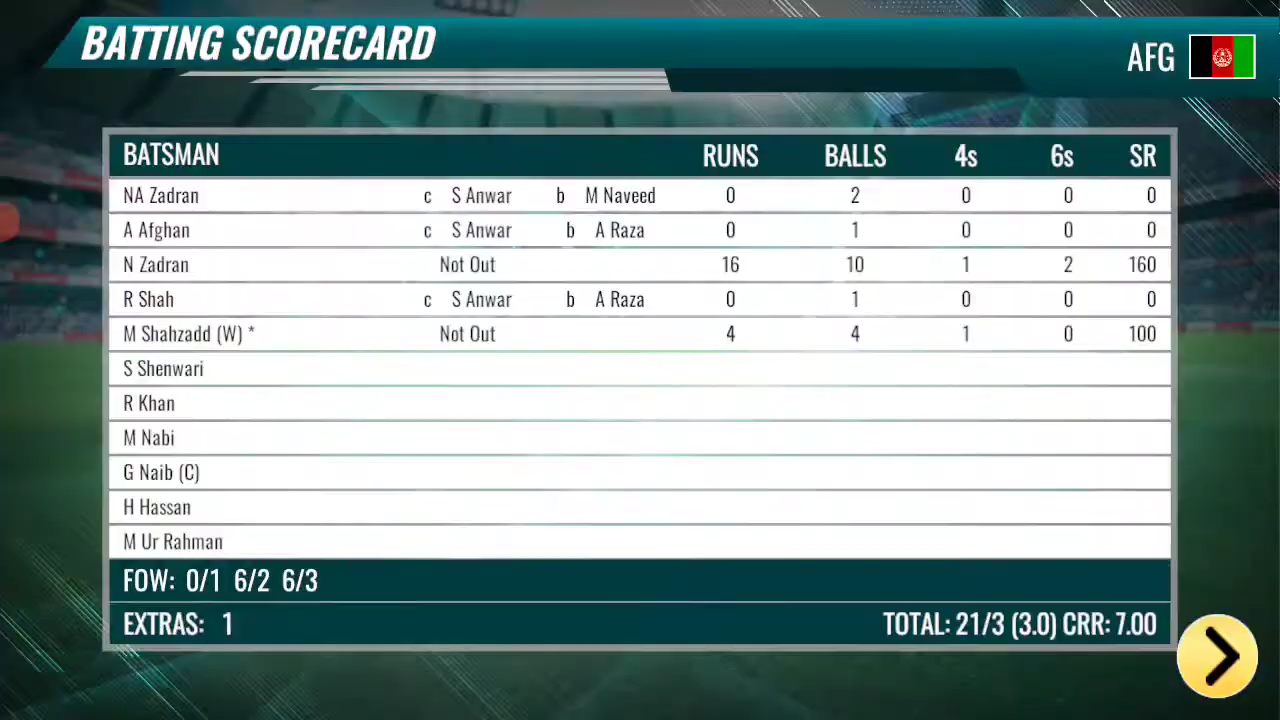 BATTING SCORECARD
AFG
BATSMAN RUNS BALLS 4s 6s SR
NA Zadran c S Anwar b M Naveed 0 2 0 0 0
A Afghan c S Anwar b A Raza 0 1 0 0 0
N Zadran Not Out 16 10 1 2 160
R Shah c S Anwar b A Raza 0 1 0 0 0
M Shahzadd (W) * Not Out 4 4 1 0 100
S Shenwari
R Khan
M Nabi
G Naib (C)
H Hassan
M Ur Rahman
FOW: 0/1 6/2 6/3
EXTRAS: 1 TOTAL: 21/3 (3.0) CRR: 7.00